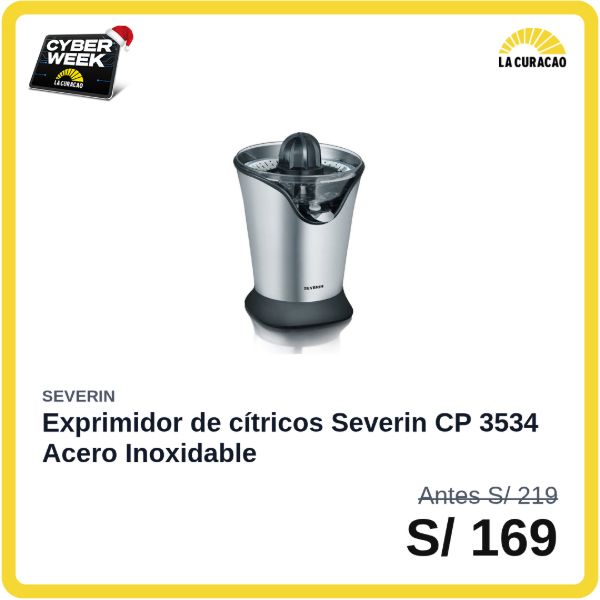 CYBER
WEEK
LA CURACAO
LA CURACAO
SEVERIN
SEVERIN
Exprimidor de cítricos Severin CP 3534
Acero Inoxidable
Antes S/ 219
S/ 169